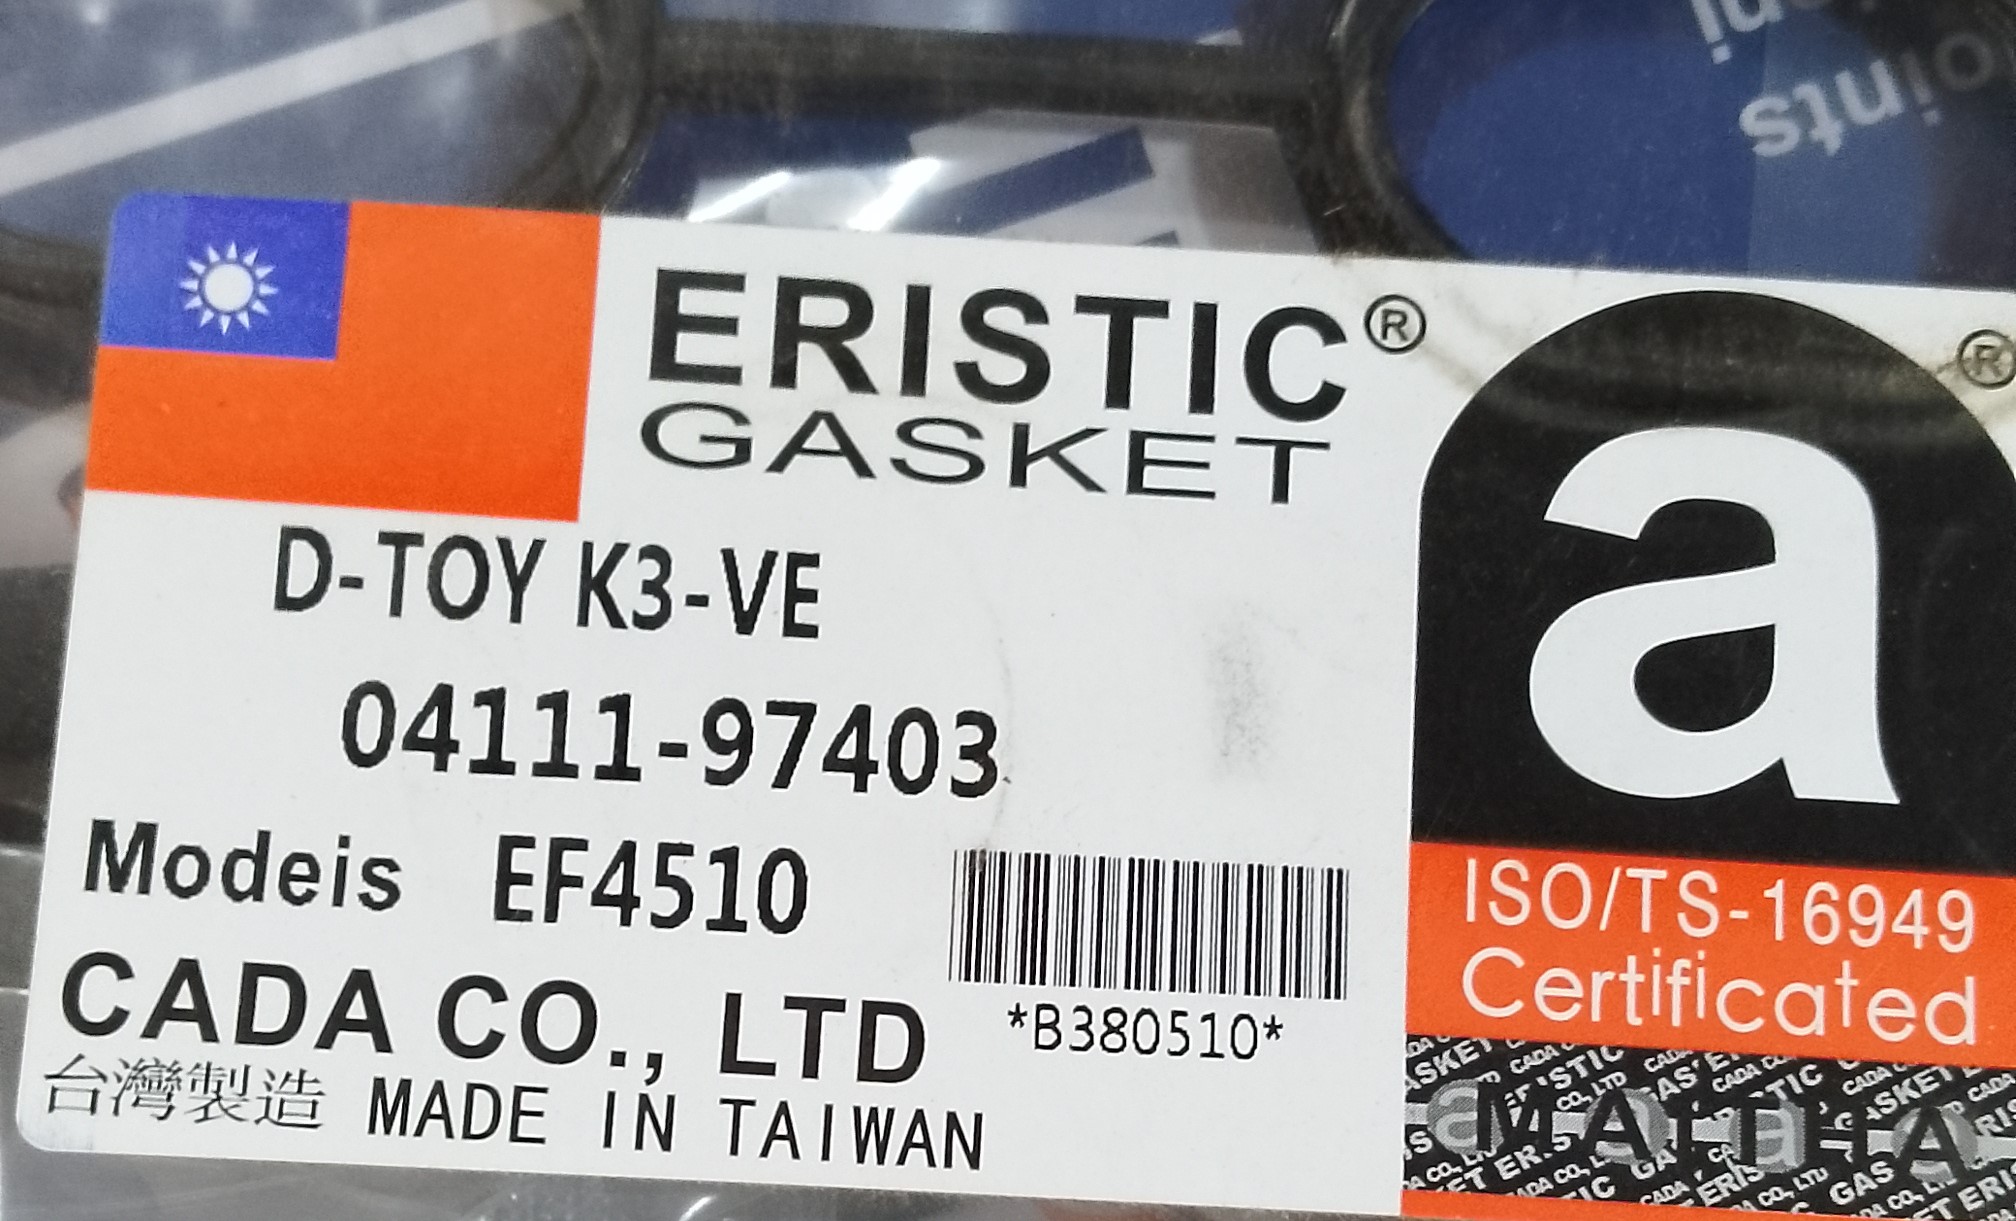 oints
ERISTIC®
GASKET
®
a
D-TOY K3-VE
04111-97403
Modeis EF4510
ISO/TS-16949
Certificated
CADA CO., LTD
*B380510*
台灣製造 MADE IN TAIWAN